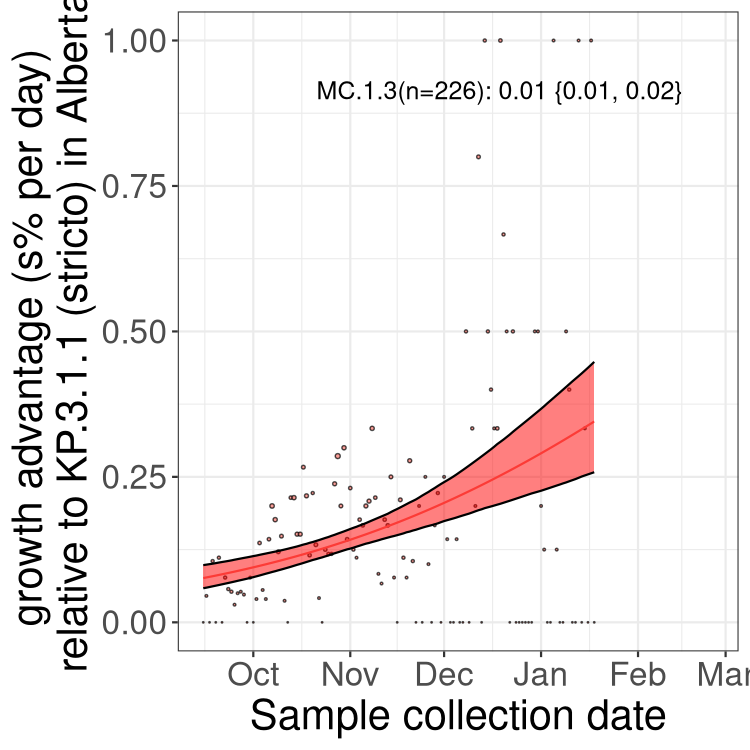 growth advantage (s% per day)
relative to KP.3.1.1 (stricto) in Alberta
1.00
0.75
0.50
0.25
0.00
MC.1.3(n=226): 0.01 {0.01, 0.02}
Oct Nov Dec Jan Feb Mar
Sample collection date